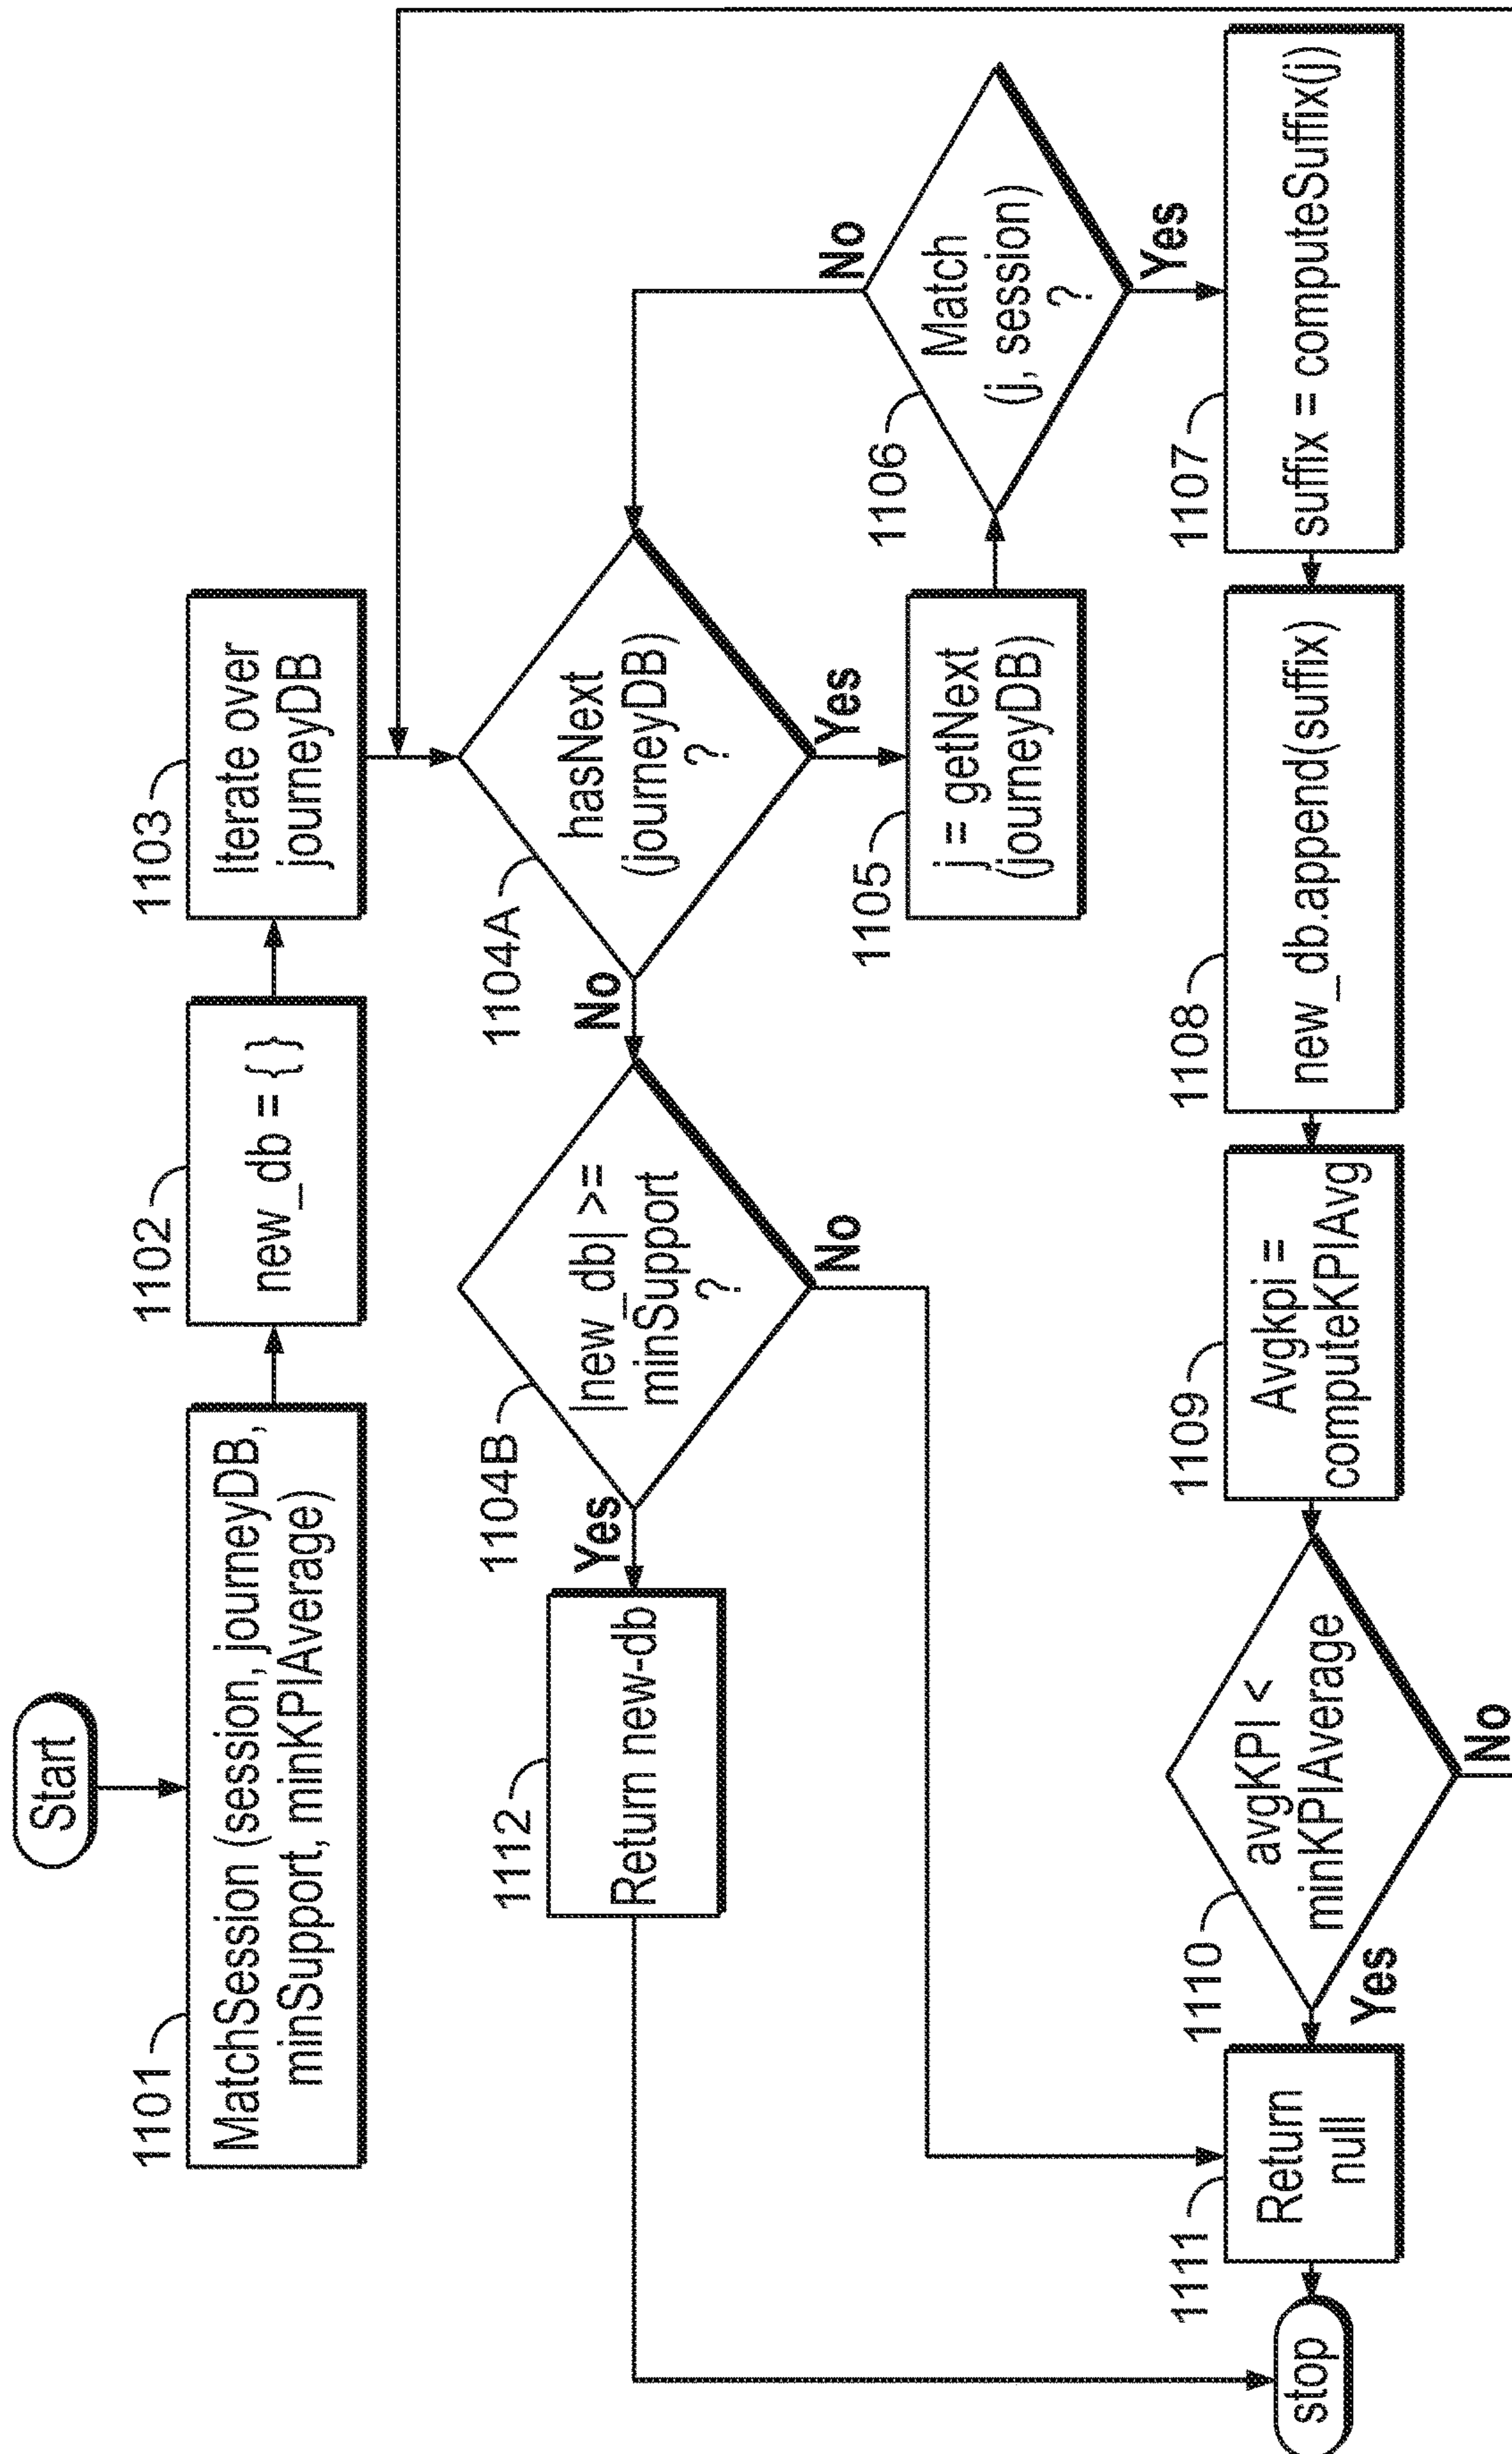 Start
1101
MatchSession (session, journeyDB,
minSupport, minKPIAverage)
1102
new_db = { }
1103
Iterate over
journeyDB
1104A
hasNext
(journeyDB)
?
No
Yes
1104B
|new_db| >=
minSupport
?
Yes
No
1112
Return new-db
1105
j = getNext
(journeyDB)
1106
Match
(j, session)
?
No
Yes
1107
suffix = computeSuffix(j)
1108
new_db.append(suffix)
1109
Avgkpi =
computeKPIAvg
1110
avgKPI <
minKPIAverage
Yes
No
1111
Return
null
stop